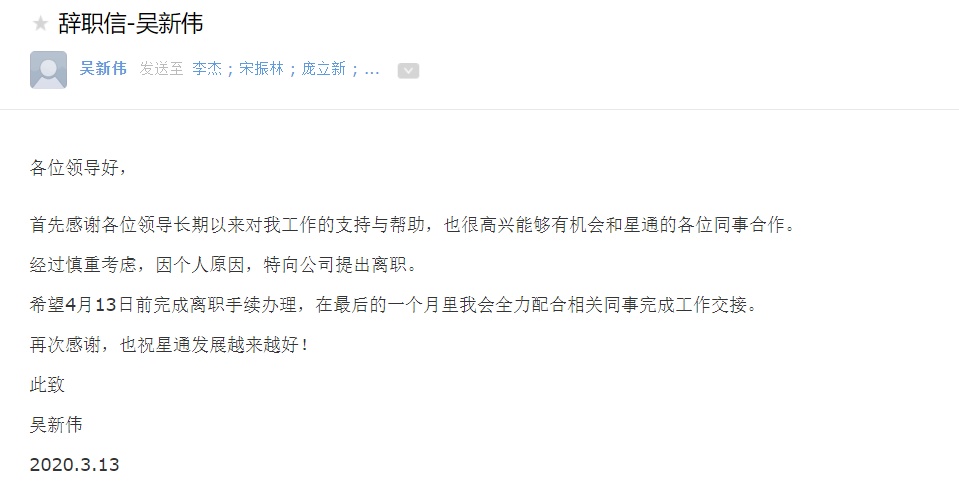 辞职信-吴新伟
吴新伟 发送至 李杰；宋振林；庞立新；...
各位领导好，
首先感谢各位领导长期以来对我工作的支持与帮助，也很高兴能够有机会和星通的各位同事合作。
经过慎重考虑，因个人原因，特向公司提出离职。
希望4月13日前完成离职手续办理，在最后的一个月里我会全力配合相关同事完成工作交接。
再次感谢，也祝星通发展越来越好！
此致
吴新伟
2020.3.13